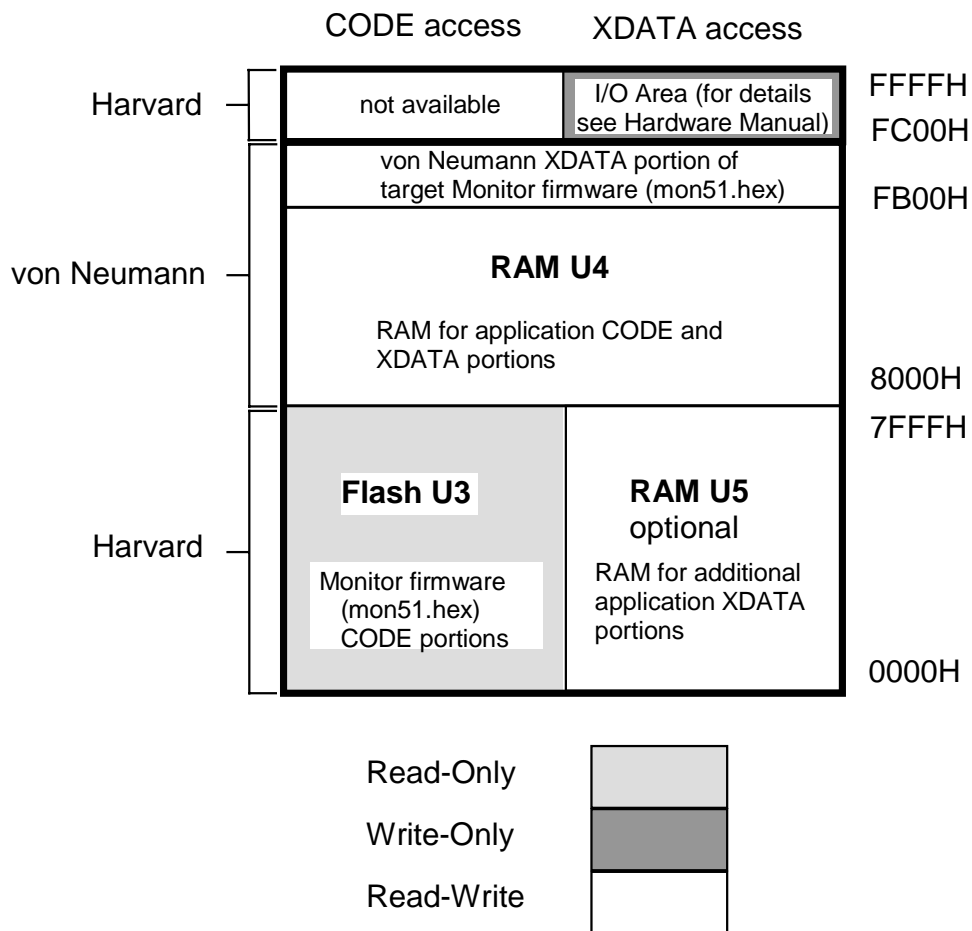 CODE access
XDATA access
Harvard
not available
I/O Area (for details
see Hardware Manual)
FFFFH
FC00H
von Neumann XDATA portion of
target Monitor firmware (mon51.hex)
FB00H
von Neumann
RAM U4
RAM for application CODE and
XDATA portions
8000H
7FFFH
Harvard
Flash U3
Monitor firmware
(mon51.hex)
CODE portions
RAM U5
optional
RAM for additional
application XDATA
portions
0000H
Read-Only
Write-Only
Read-Write